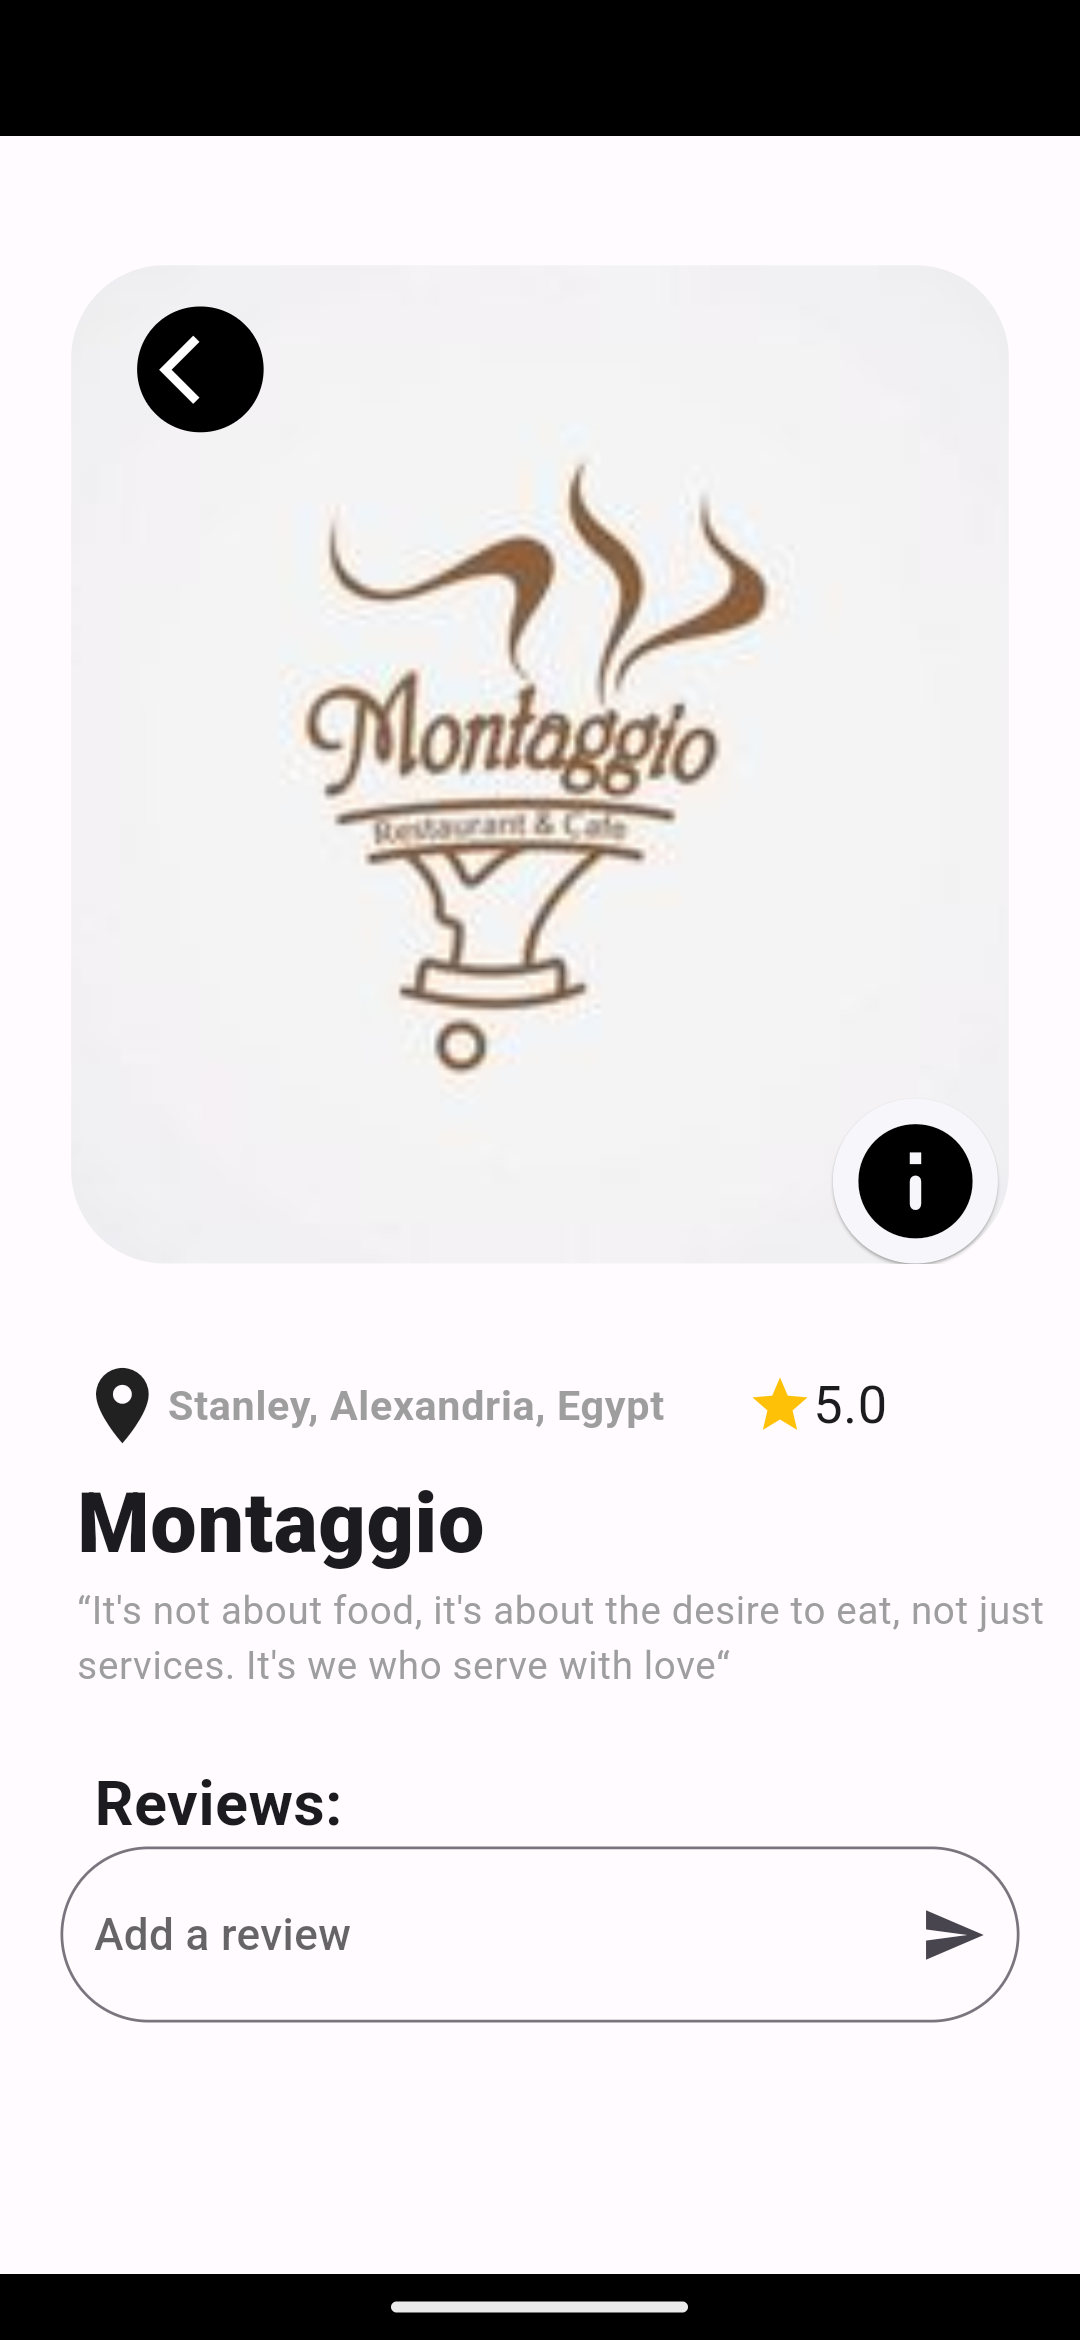 Montaggio
Restaurant & Cafe
Stanley, Alexandria, Egypt
5.0
Montaggio
“It's not about food, it's about the desire to eat, not just
services. It's we who serve with love“
Reviews:
Add a review